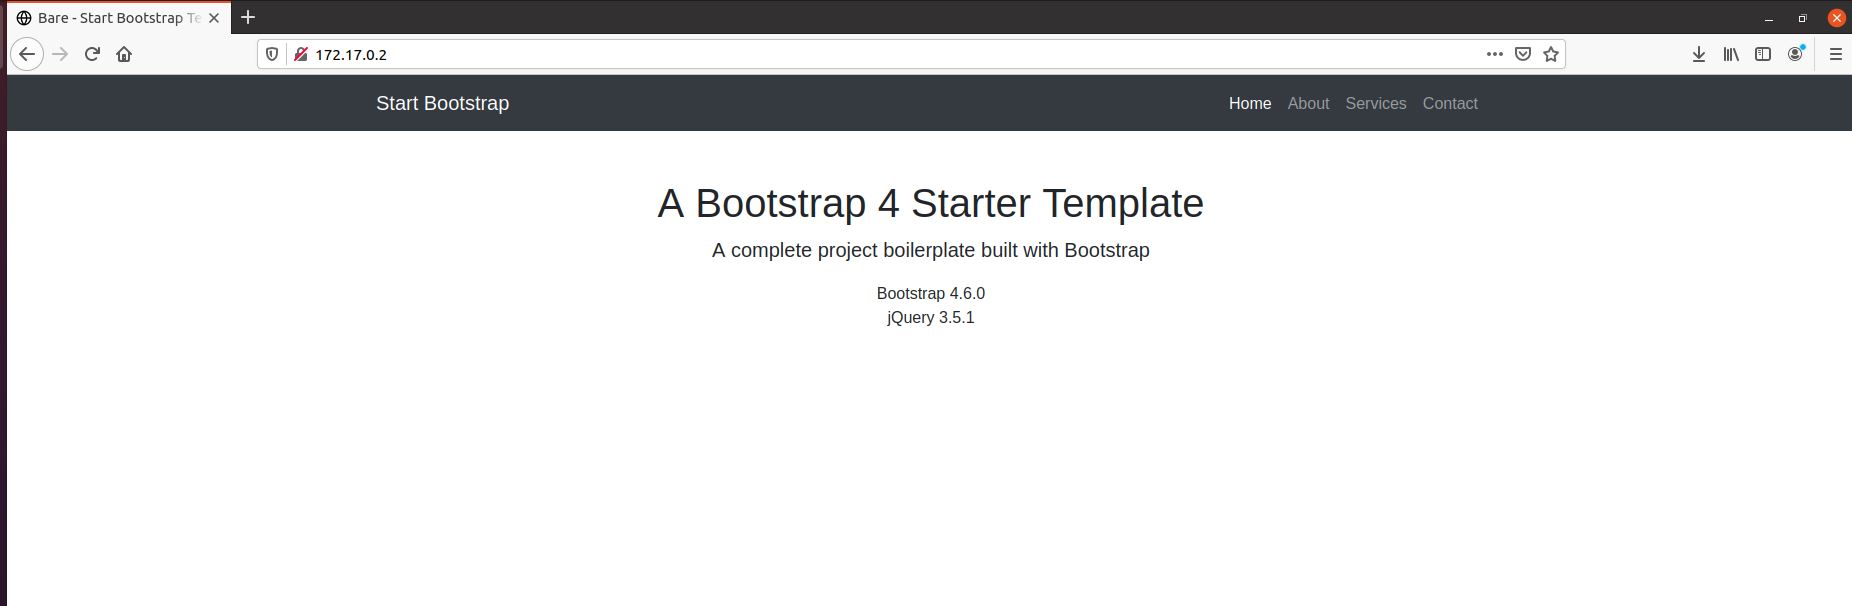 Bare - Start Bootstrap Te
172.17.0.2
Start Bootstrap
Home About Services Contact
A Bootstrap 4 Starter Template
A complete project boilerplate built with Bootstrap
Bootstrap 4.6.0
jQuery 3.5.1